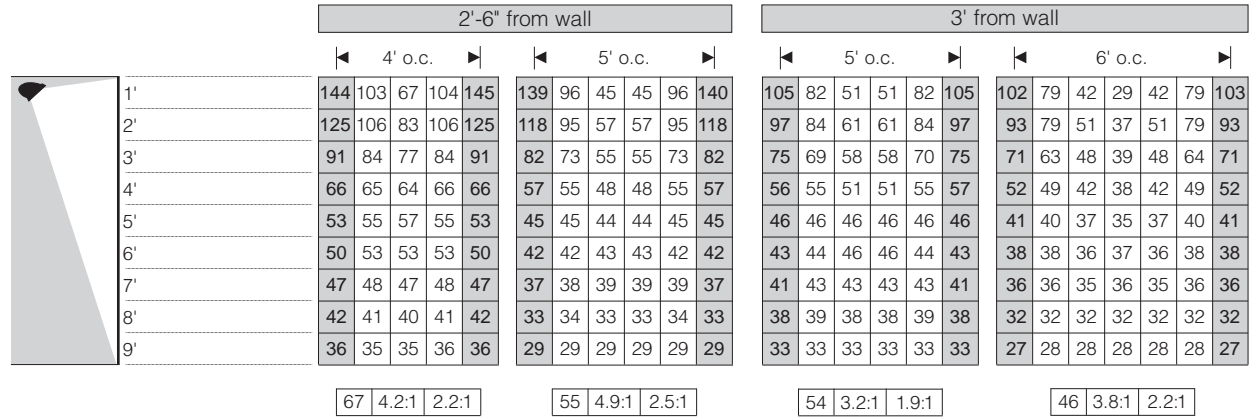 2'-6" from wall 3' from wall
4' o.c. 5' o.c. 5' o.c. 6' o.c.
1' 144 103 67 104 145 139 96 45 45 96 140 105 82 51 51 82 105 102 79 42 29 42 79 103
2' 125 106 83 106 125 118 95 57 57 95 118 97 84 61 61 84 97 93 79 51 37 51 79 93
3' 91 84 77 84 91 82 73 55 55 73 82 75 69 58 58 70 75 71 63 48 39 48 64 71
4' 66 65 64 66 66 57 55 48 48 55 57 56 55 51 51 55 57 52 49 42 38 42 49 52
5' 53 55 57 55 53 45 45 44 44 45 45 46 46 46 46 46 46 41 40 37 35 37 40 41
6' 50 53 53 53 50 42 42 43 43 42 42 43 44 46 46 44 43 38 38 36 37 36 38 38
7' 47 48 47 48 47 37 38 39 39 39 37 41 43 43 43 43 41 36 36 35 36 35 36 36
8' 42 41 40 41 42 33 34 33 33 34 33 38 39 38 38 39 38 32 32 32 32 32 32 32
9' 36 35 35 36 36 29 29 29 29 29 29 33 33 33 33 33 33 27 28 28 28 28 28 27
67 4.2:1 2.2:1 55 4.9:1 2.5:1 54 3.2:1 1.9:1 46 3.8:1 2.2:1